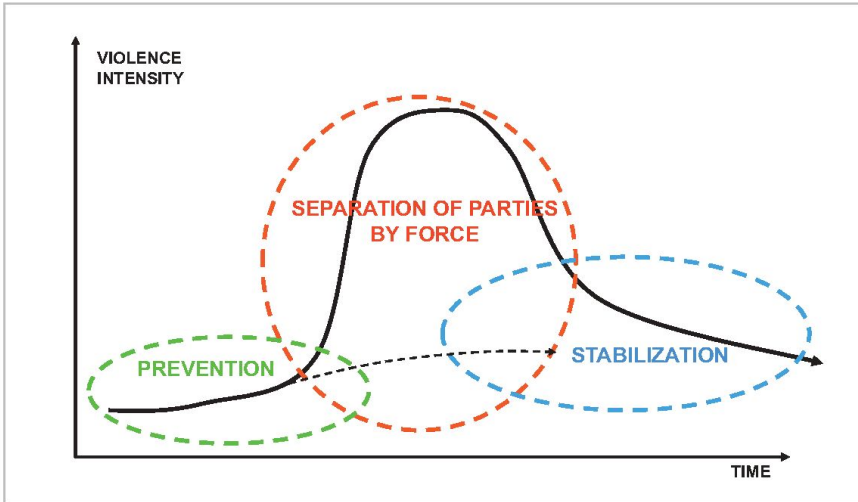 VIOLENCE
INTENSITY
SEPARATION OF PARTIES
BY FORCE
PREVENTION
STABILIZATION
TIME